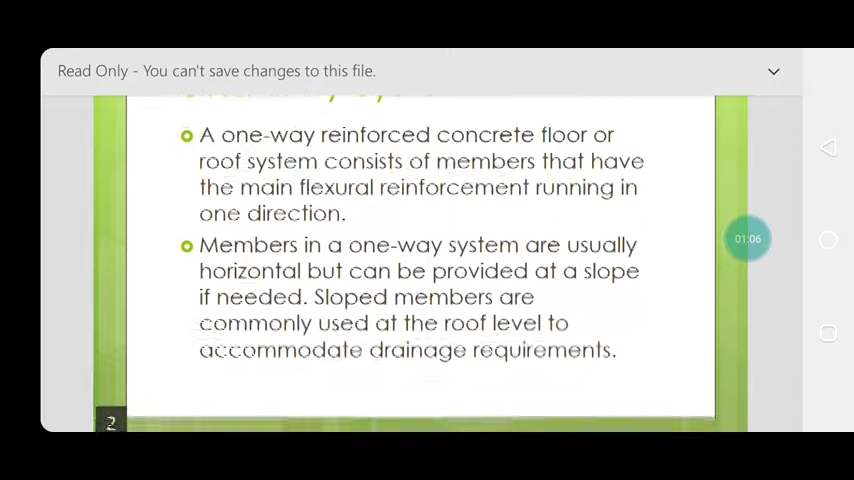 Read Only - You can't save changes to this file.
A one-way reinforced concrete floor or
roof system consists of members that have
the main flexural reinforcement running in
one direction.
01:06
Members in a one-way system are usually
horizontal but can be provided at a slope
if needed. Sloped members are
commonly used at the roof level to
accommodate drainage requirements.
2